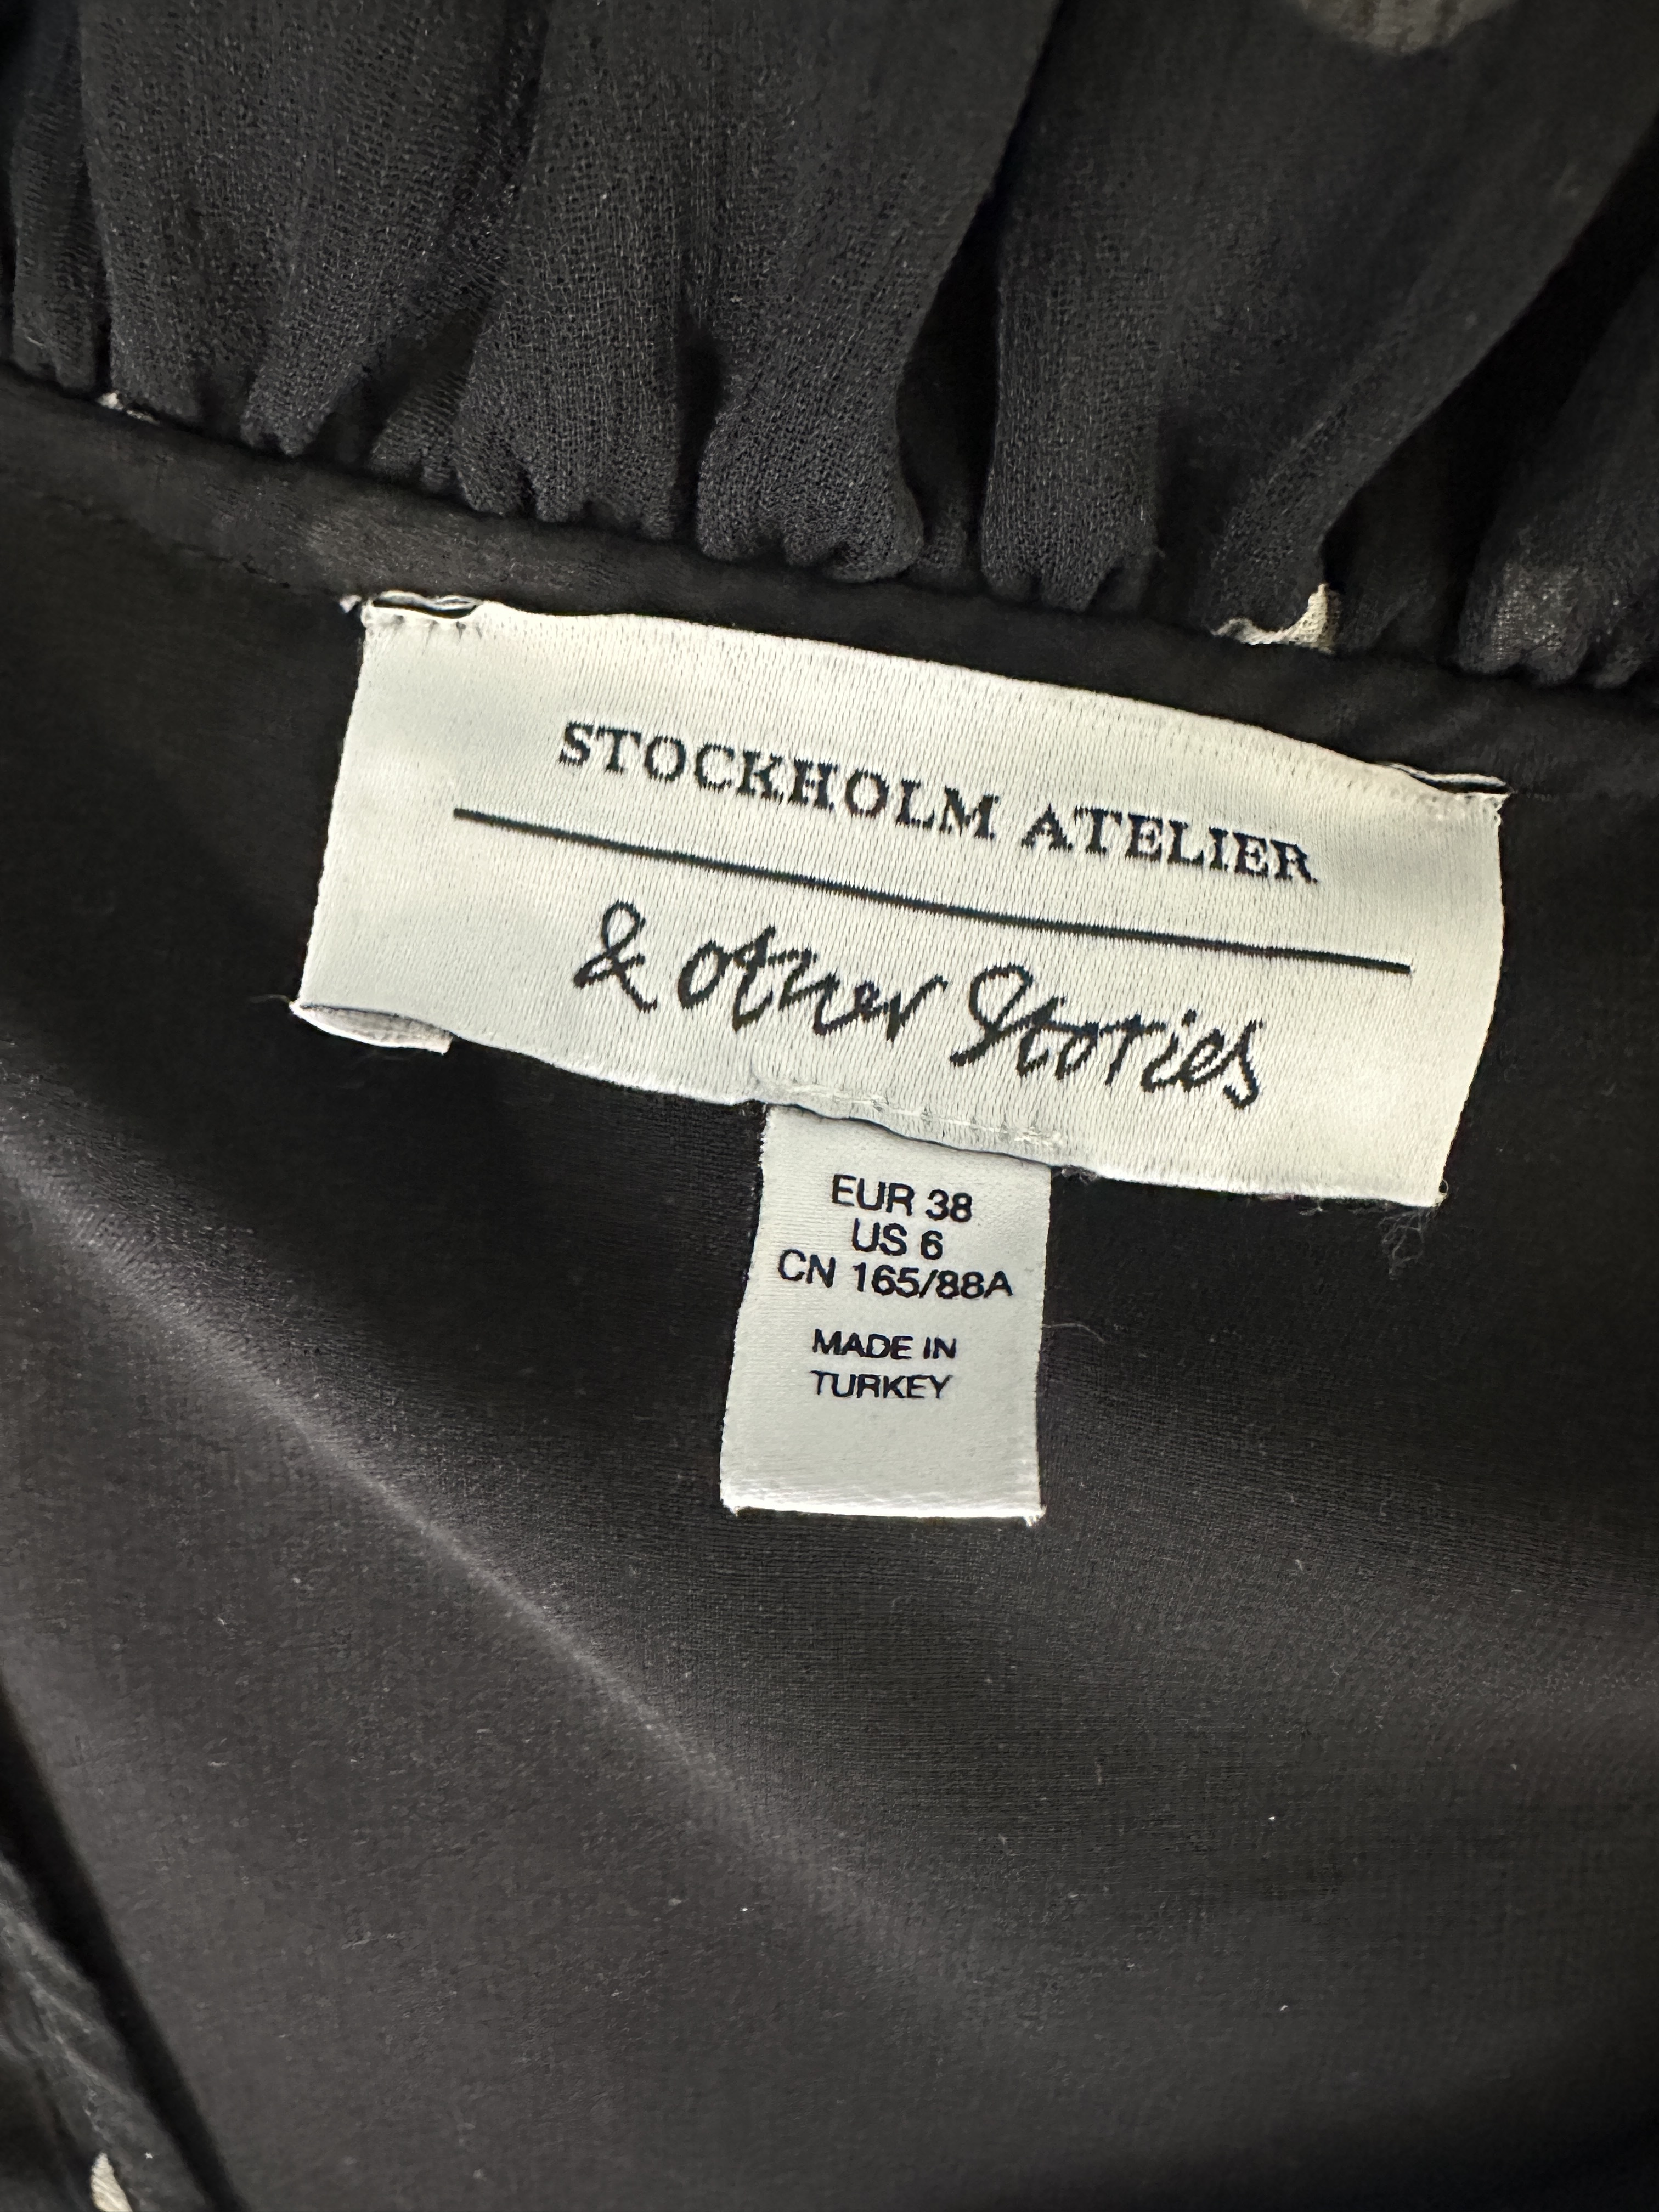 STOCKHOLM ATELIER
& other Stories
EUR 38
US 6
CN 165/88A
MADE IN
TURKEY